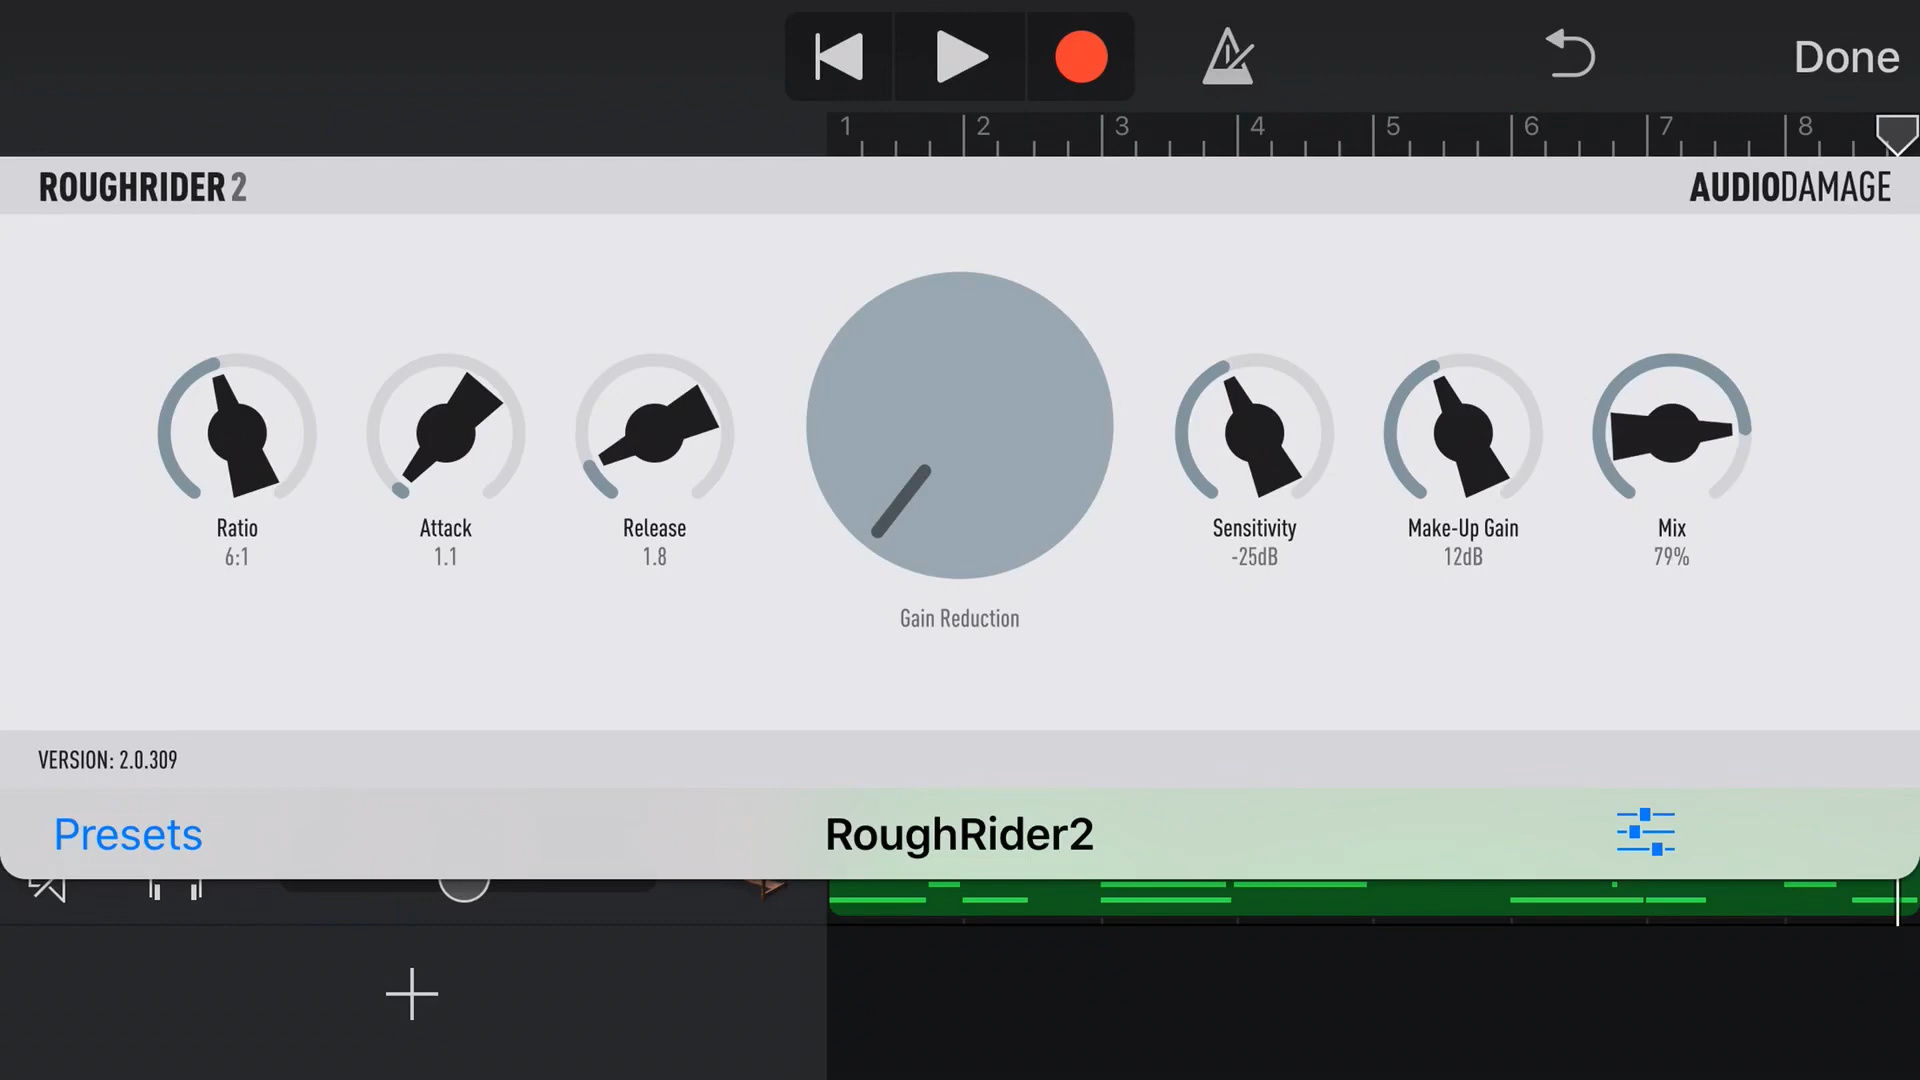 Done
1 2 3 4 5 6 7 8
ROUGHRIDER 2
AUDIODAMAGE
Ratio
6:1
Attack
1.1
Release
1.8
Gain Reduction
Sensitivity
-25dB
Make-Up Gain
12dB
Mix
79%
VERSION: 2.0.309
Presets
RoughRider2